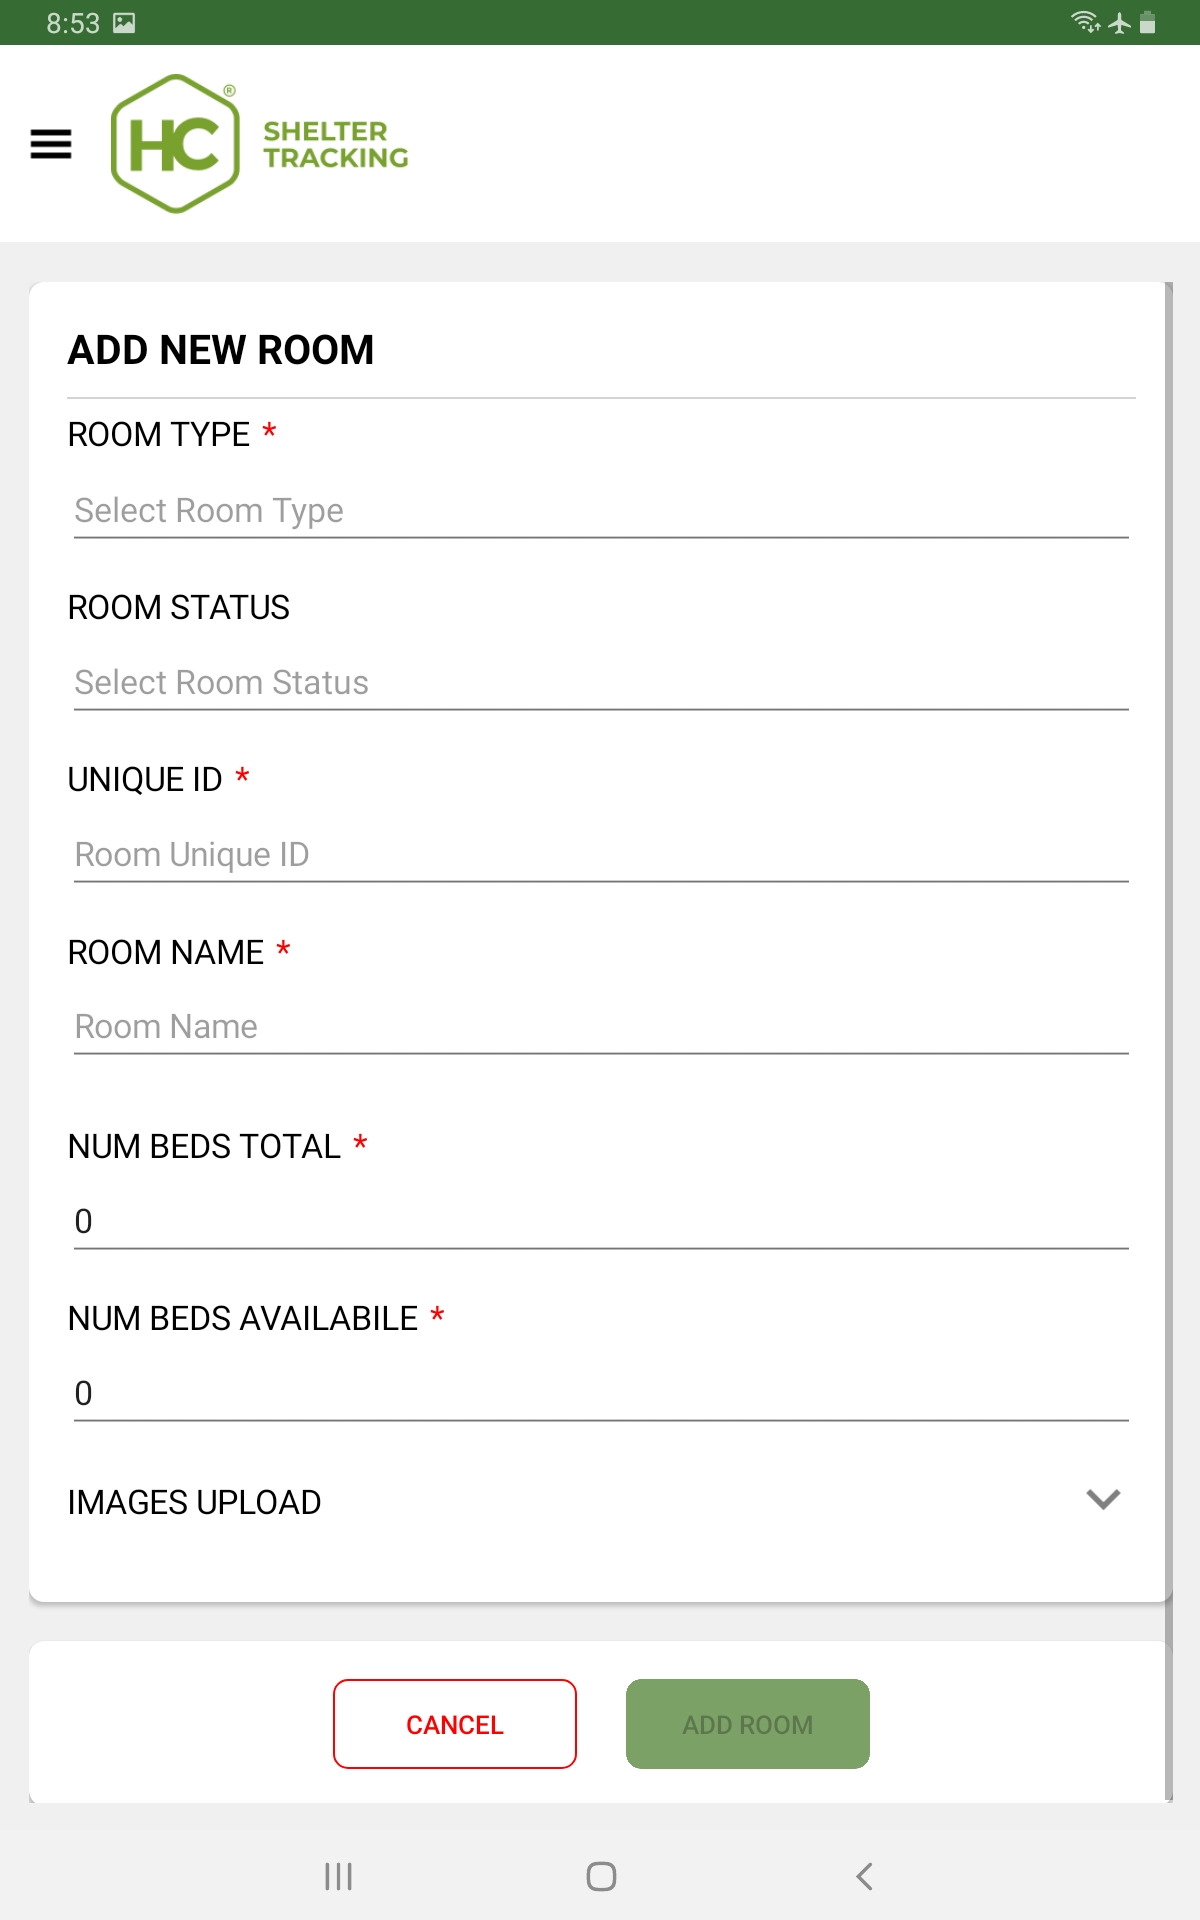 8:53
HC ®
SHELTER
TRACKING
ADD NEW ROOM
ROOM TYPE *
Select Room Type
ROOM STATUS
Select Room Status
UNIQUE ID *
Room Unique ID
ROOM NAME *
Room Name
NUM BEDS TOTAL *
0
NUM BEDS AVAILABILE *
0
IMAGES UPLOAD
CANCEL
ADD ROOM